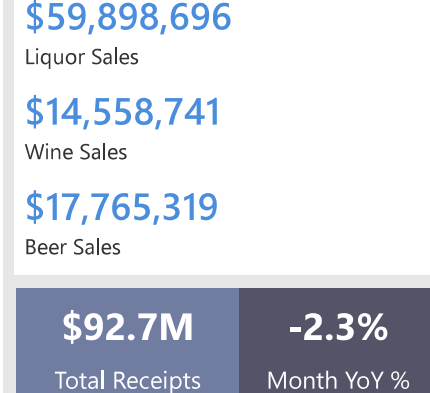 $59,898,696
Liquor Sales
$14,558,741
Wine Sales
$17,765,319
Beer Sales
$92.7M
Total Receipts
-2.3%
Month YoY %